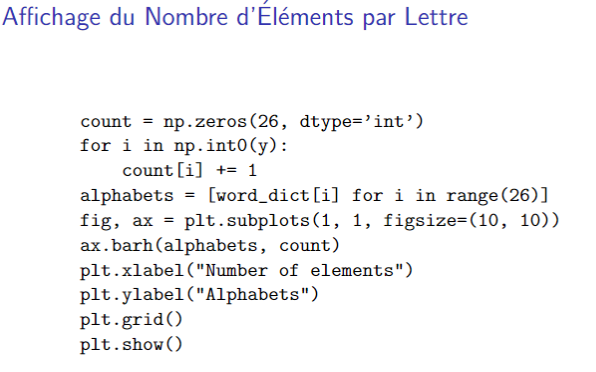 Affichage du Nombre d'Éléments par Lettre
count = np.zeros(26, dtype='int')
for i in np.int0(y):
    count[i] += 1
alphabets = [word_dict[i] for i in range(26)]
fig, ax = plt.subplots(1, 1, figsize=(10, 10))
ax.barh(alphabets, count)
plt.xlabel("Number of elements")
plt.ylabel("Alphabets")
plt.grid()
plt.show()